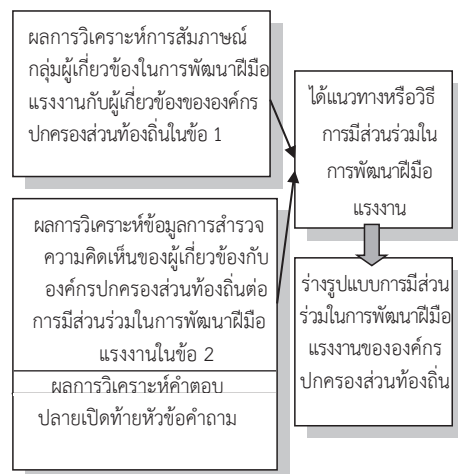 ผลการวิเคราะห์การสัมภาษณ์
กลุ่มผู้เกี่ยวข้องในการพัฒนาฝีมือ
แรงงานกับผู้เกี่ยวข้องขององค์กร
ปกครองส่วนท้องถิ่นในข้อ 1
ผลการวิเคราะห์ข้อมูลการสำรวจ
ความคิดเห็นของผู้เกี่ยวข้องกับ
องค์กรปกครองส่วนท้องถิ่นต่อ
การมีส่วนร่วมในการพัฒนาฝีมือ
แรงงานในข้อ 2
ผลการวิเคราะห์คำตอบ
ปลายเปิดท้ายหัวข้อคำถาม
ได้แนวทางหรือวิธี
การมีส่วนร่วมใน
การพัฒนาฝีมือ
แรงงาน
ร่างรูปแบบการมีส่วน
ร่วมในการพัฒนาฝีมือ
แรงงานขององค์กร
ปกครองส่วนท้องถิ่น